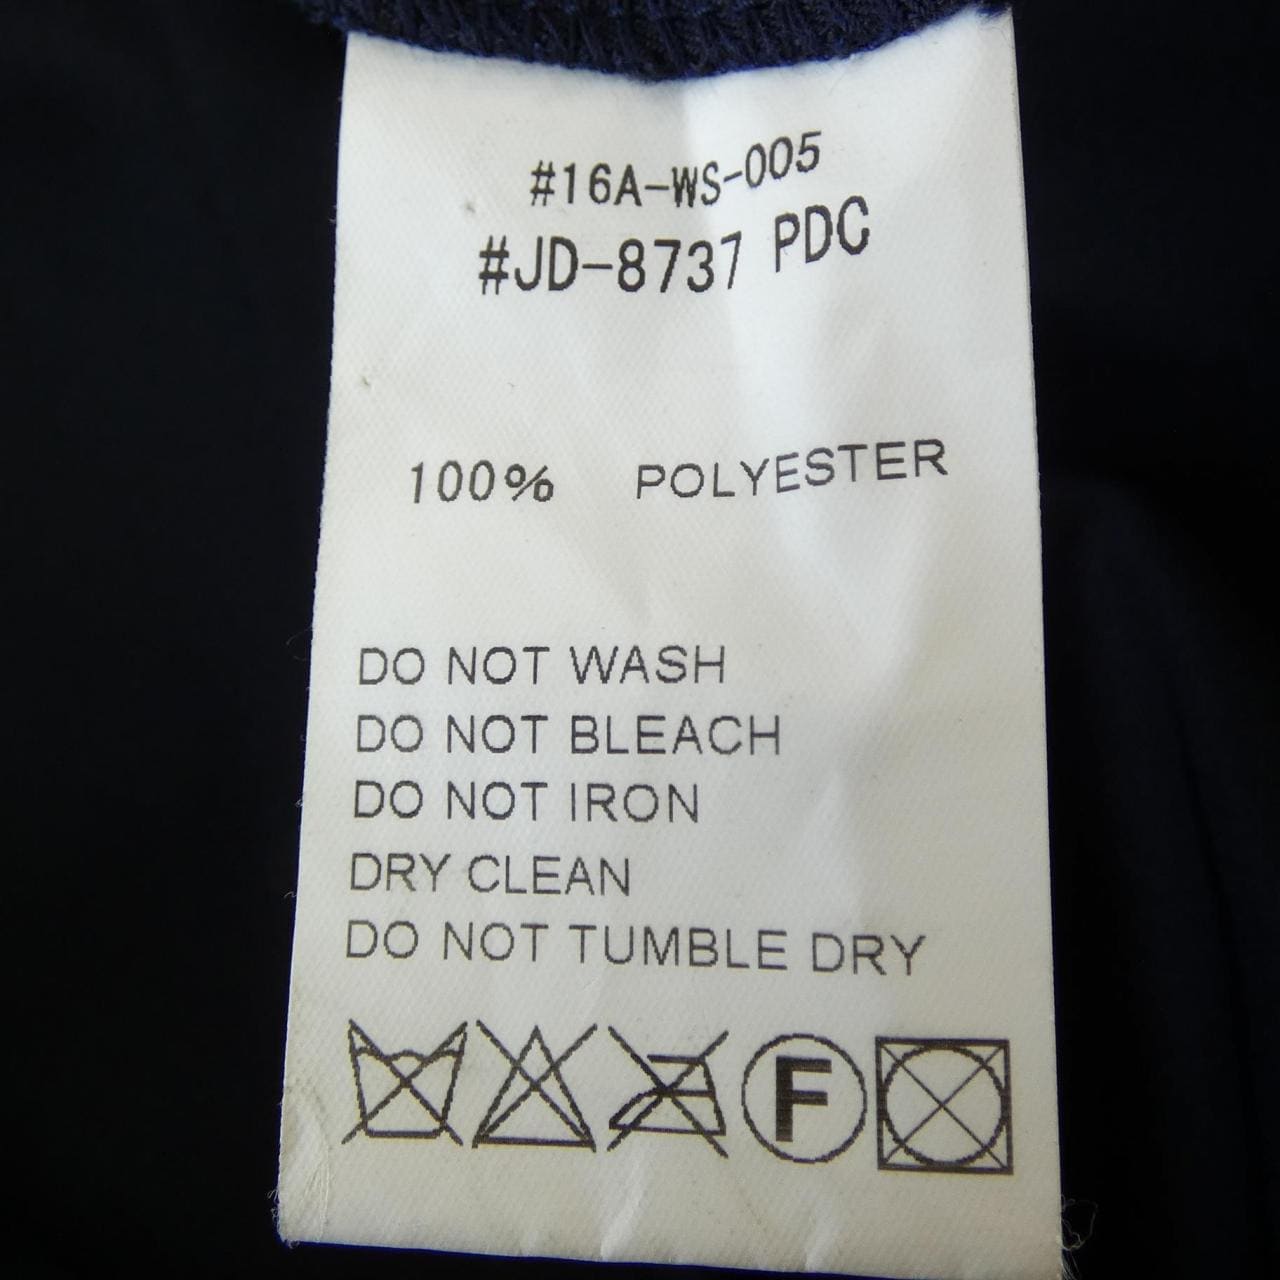 #16A-WS-005
#JD-8737 PDC
100% POLYESTER
DO NOT WASH
DO NOT BLEACH
DO NOT IRON
DRY CLEAN
DO NOT TUMBLE DRY
F